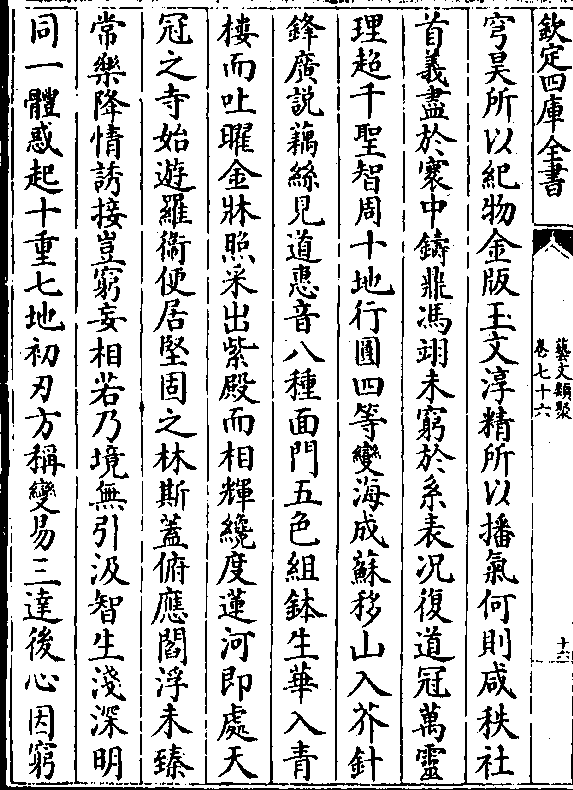 欽定四庫全書
藝文類聚
卷七十六
十六
穹昊所以紀物金版玉文淳精所以播氣何則咸秩社
首義盡於寰中鑄鼎馮翊未窮於系表況復道冠萬靈
理超千聖智周十地行圓四等變海成蘇移山入芥針
鋒廣説藕絲見道惠音八種面門五色組鉢生華入青
樓而吐曜金牀照采出紫殿而相輝纔度蓮河即處天
冠之寺始遊羅衞便居堅固之林斯蓋俯應閻浮未臻
常樂降情誘接豈窮妄相若乃境無引汲智生淺深明
同一體惑起十重七地初刃方稱變易三達後心因窮